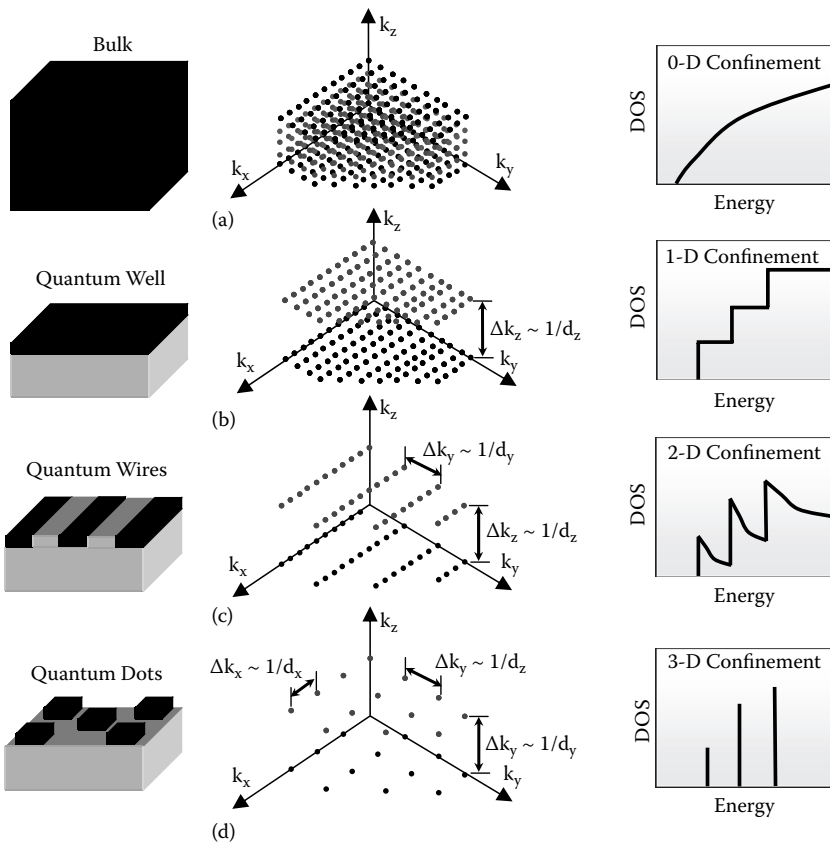 Bulk
k_z
k_x
k_y
(a)
0-D Confinement
DOS
Energy
Quantum Well
k_z
Δk_z ~ 1/d_z
k_x
k_y
(b)
1-D Confinement
DOS
Energy
Quantum Wires
k_z
Δk_y ~ 1/d_y
Δk_z ~ 1/d_z
k_x
k_y
(c)
2-D Confinement
DOS
Energy
Quantum Dots
k_z
Δk_x ~ 1/d_x
Δk_y ~ 1/d_z
Δk_y ~ 1/d_y
k_x
k_y
(d)
3-D Confinement
DOS
Energy